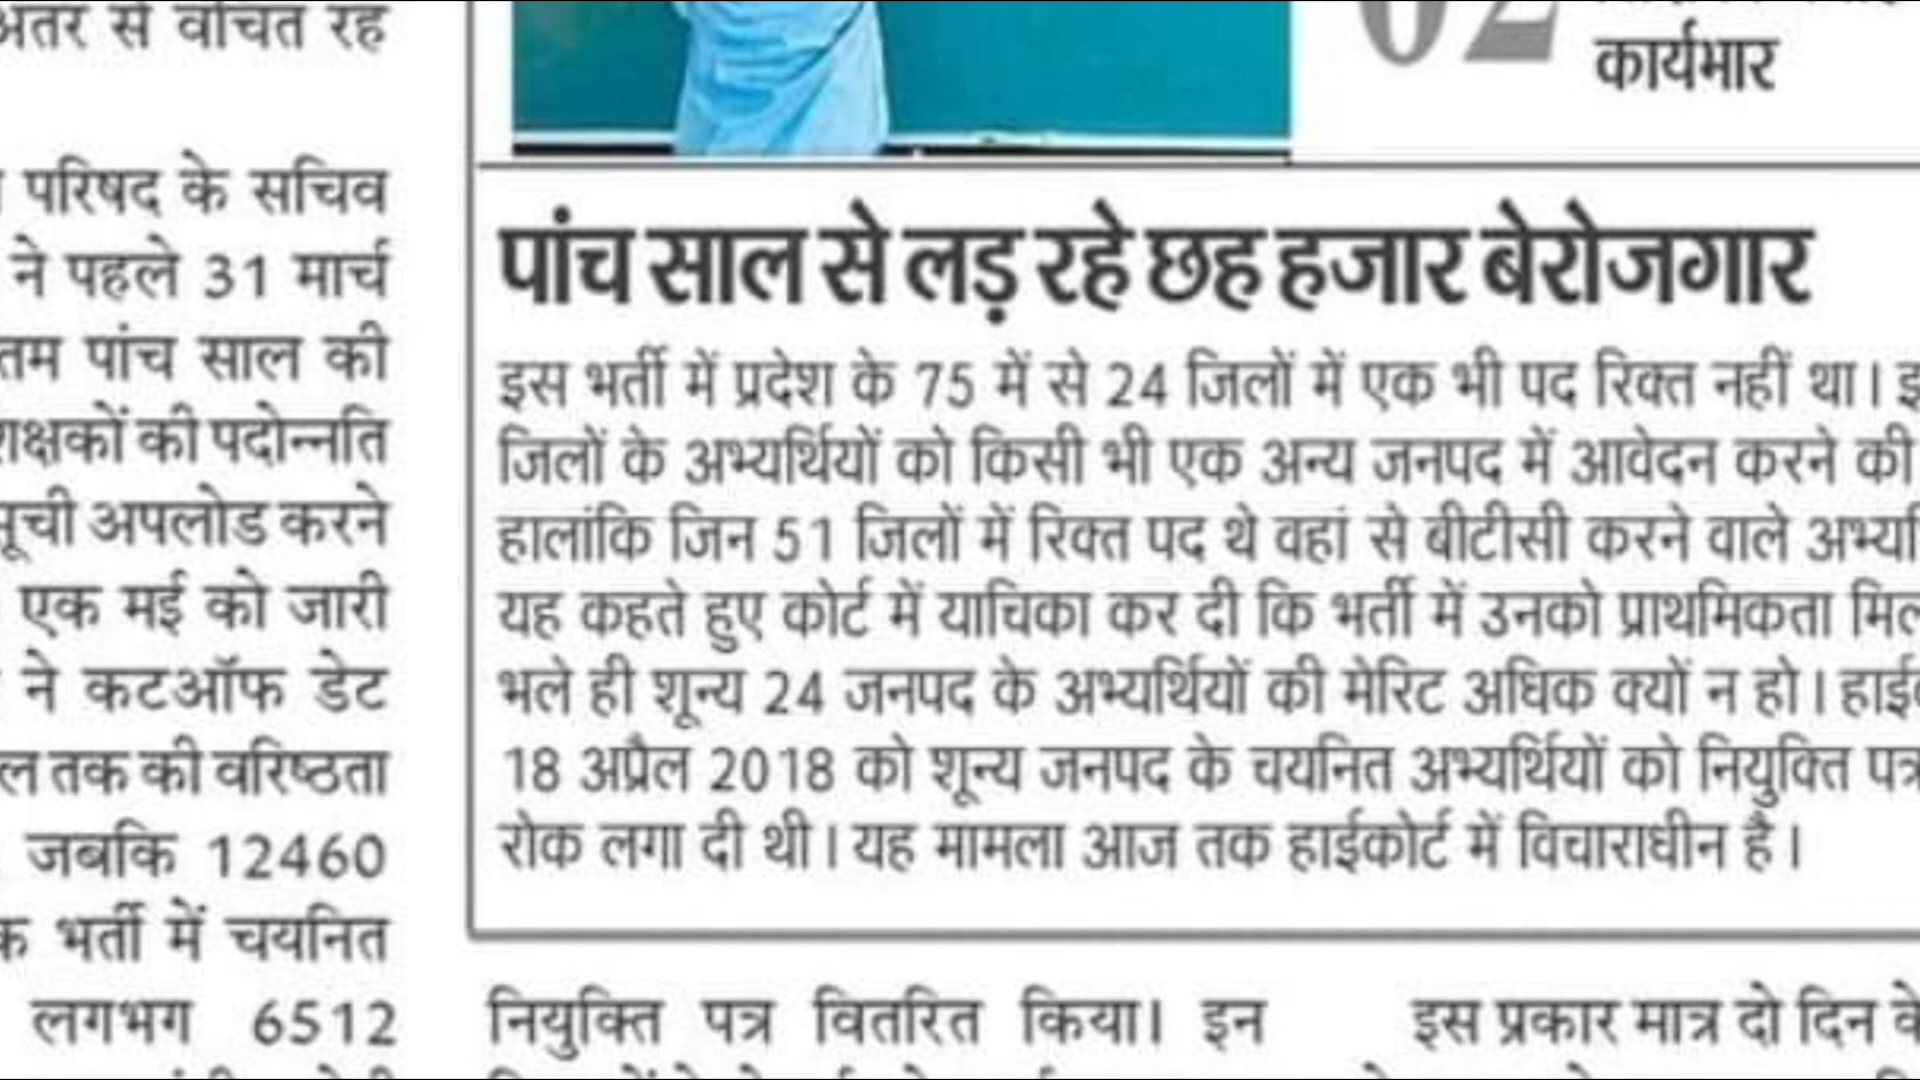 अंतर से वंचित रह
परिषद के सचिव
ने पहले 31 मार्च
पांच साल की
की पदोन्नति
अपलोड करने
एक मई को जारी
ने कटऑफ डेट
तक की वरिष्ठता
जबकि 12460
भर्ती में चयनित
लगभग 6512
02
कार्यभार
पांच साल से लड़ रहे छह हजार बेरोजगार
इस भर्ती में प्रदेश के 75 में से 24 जिलों में एक भी पद रिक्त नहीं था।
जिलों के अभ्यर्थियों को किसी भी एक अन्य जनपद में आवेदन करने की
हालांकि जिन 51 जिलों में रिक्त पद थे वहां से बीटीसी करने वाले
यह कहते हुए कोर्ट में याचिका कर दी कि भर्ती में उनको प्राथमिकता
भले ही शून्य 24 जनपद के अभ्यर्थियों की मेरिट अधिक क्यों न हो।
18 अप्रैल 2018 को शून्य जनपद के चयनित अभ्यर्थियों को नियुक्ति पत्र
रोक लगा दी थी। यह मामला आज तक हाईकोर्ट में विचाराधीन है।
नियुक्ति पत्र वितरित किया। इन
इस प्रकार मात्र दो दिन के